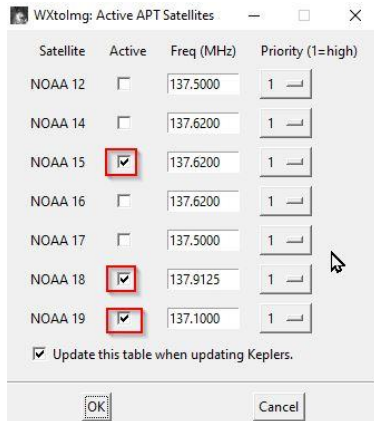 WXtoImg: Active APT Satellites
Satellite Active Freq (MHz) Priority (1=high)
NOAA 12 137.5000 1
NOAA 14 137.6200 1
NOAA 15 137.6200 1
NOAA 16 137.6200 1
NOAA 17 137.5000 1
NOAA 18 137.9125 1
NOAA 19 137.1000 1
Update this table when updating Keplers.
OK Cancel